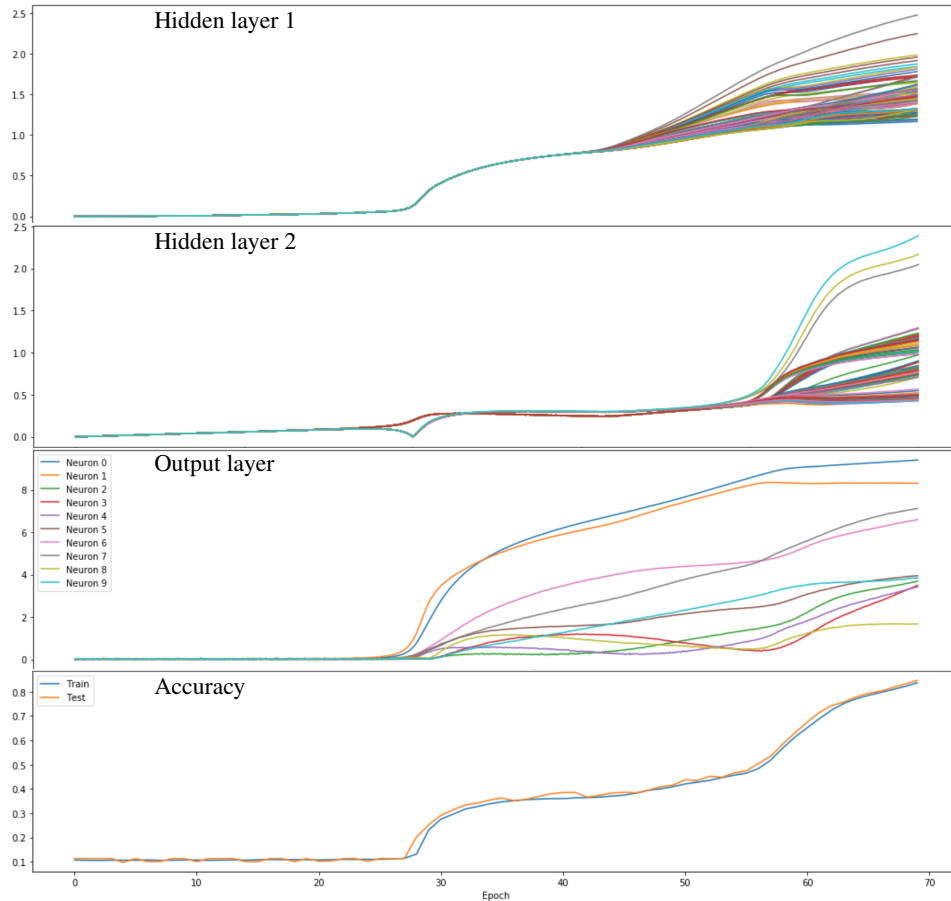 Hidden layer 1
2.5
2.0
1.5
1.0
0.5
0.0
Hidden layer 2
2.5
2.0
1.5
1.0
0.5
0.0
Output layer
Neuron 0
Neuron 1
Neuron 2
Neuron 3
Neuron 4
Neuron 5
Neuron 6
Neuron 7
Neuron 8
Neuron 9
8
6
4
2
0
Accuracy
Train
Test
0.8
0.7
0.6
0.5
0.4
0.3
0.2
0.1
0 10 20 30 40 50 60 70
Epoch